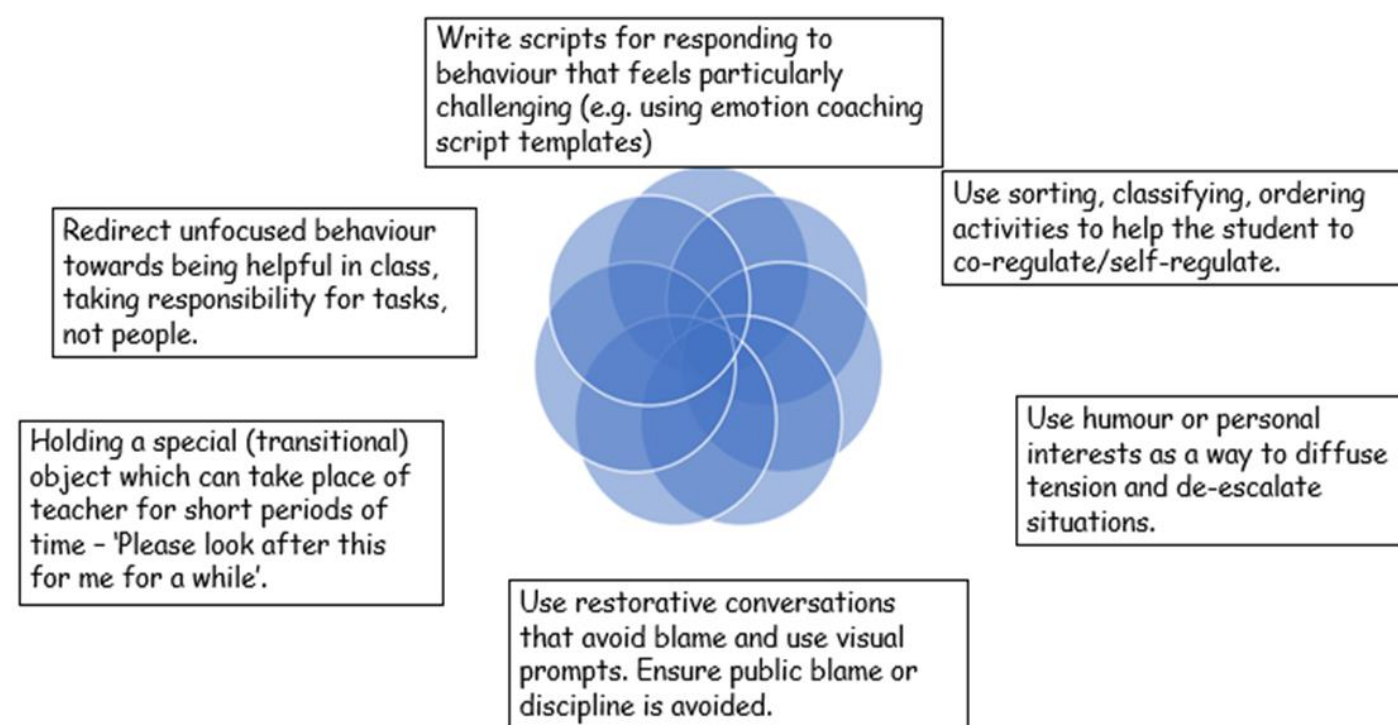 Write scripts for responding to
behaviour that feels particularly
challenging (e.g. using emotion coaching
script templates)
Use sorting, classifying, ordering
activities to help the student to
co-regulate/self-regulate.
Redirect unfocused behaviour
towards being helpful in class,
taking responsibility for tasks,
not people.
Use humour or personal
interests as a way to diffuse
tension and de-escalate
situations.
Holding a special (transitional)
object which can take place of
teacher for short periods of
time – ‘Please look after this
for me for a while’.
Use restorative conversations
that avoid blame and use visual
prompts. Ensure public blame or
discipline is avoided.